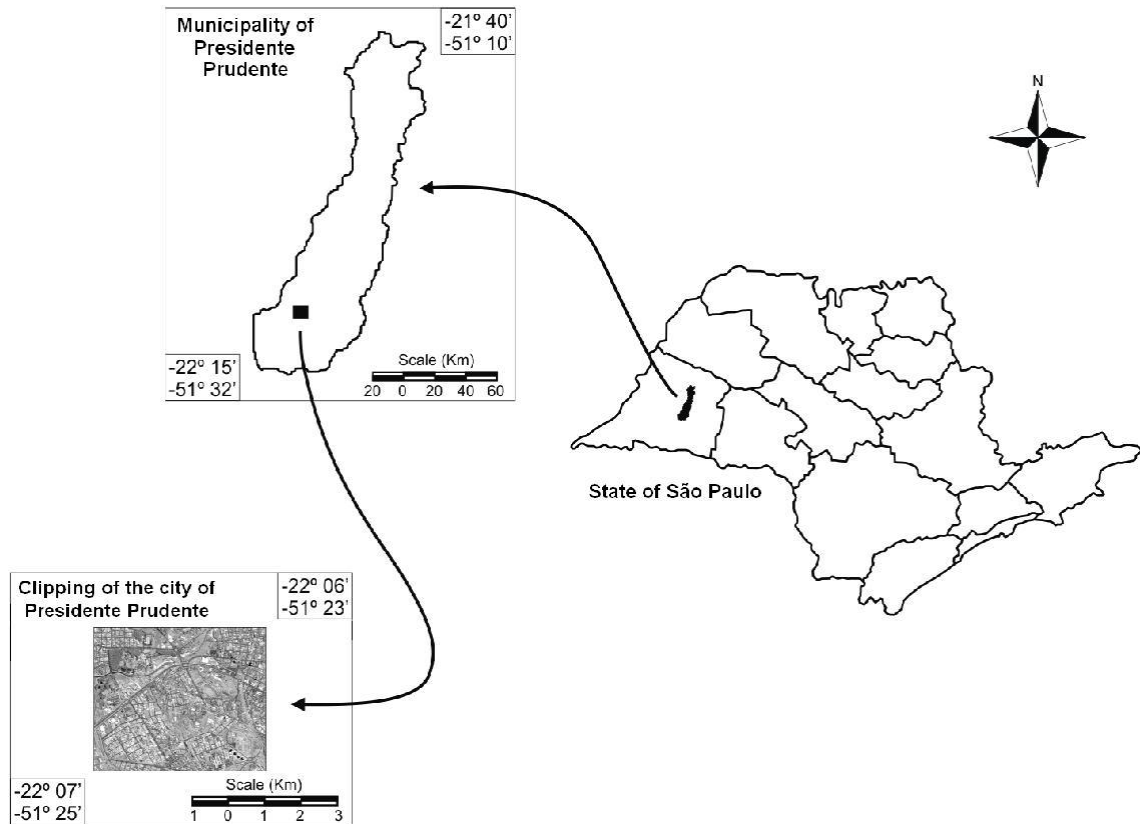 Municipality of
Presidente
Prudente
-21º 40’
-51º 10’
-22º 15’
-51º 32’
Scale (Km)
20 0 20 40 60
N
State of São Paulo
Clipping of the city of
Presidente Prudente
-22º 06’
-51º 23’
-22º 07’
-51º 25’
Scale (Km)
1 0 1 2 3